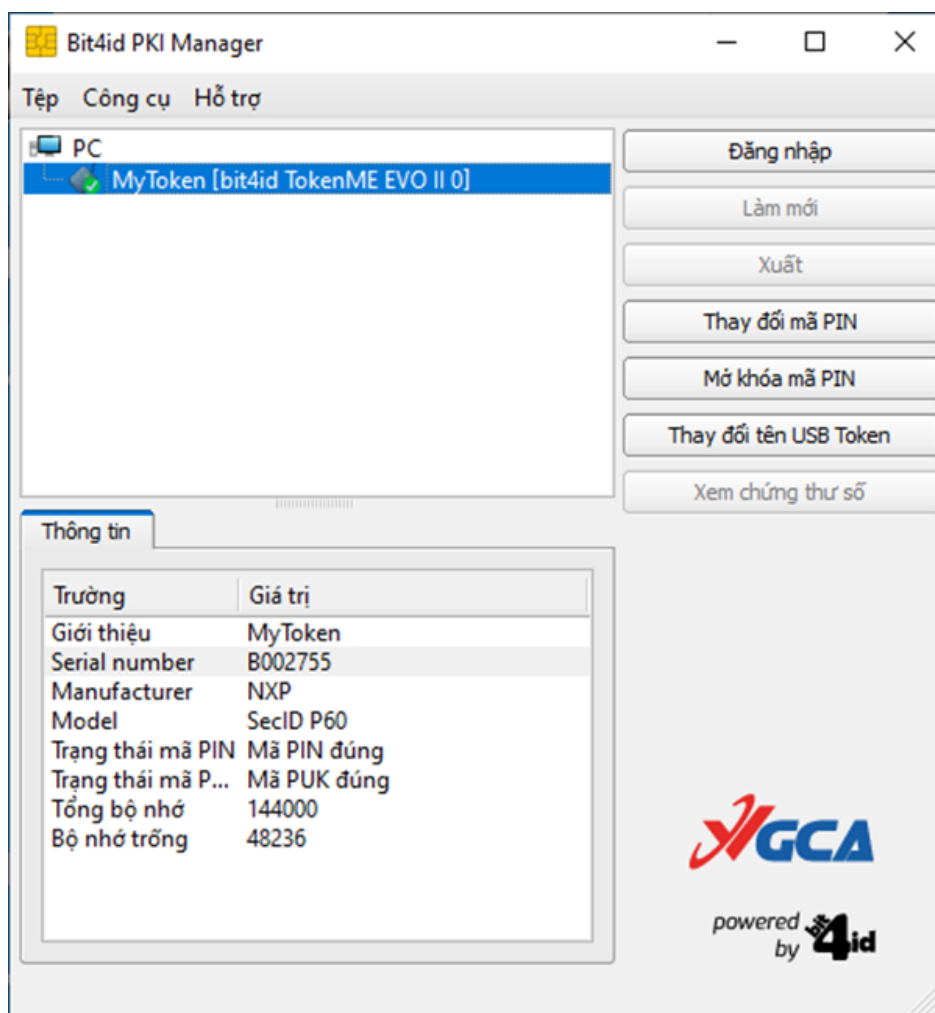 Bit4id PKI Manager
Tệp Công cụ Hỗ trợ
PC
MyToken [bit4id TokenME EVO II 0]
Đăng nhập
Làm mới
Xuất
Thay đổi mã PIN
Mở khóa mã PIN
Thay đổi tên USB Token
Xem chứng thư số
Thông tin
Trường Giá trị
Giới thiệu MyToken
Serial number B002755
Manufacturer NXP
Model SecID P60
Trạng thái mã PIN Mã PIN đúng
Trạng thái mã P... Mã PUK đúng
Tổng bộ nhớ 144000
Bộ nhớ trống 48236
GCA
powered
by bit4id